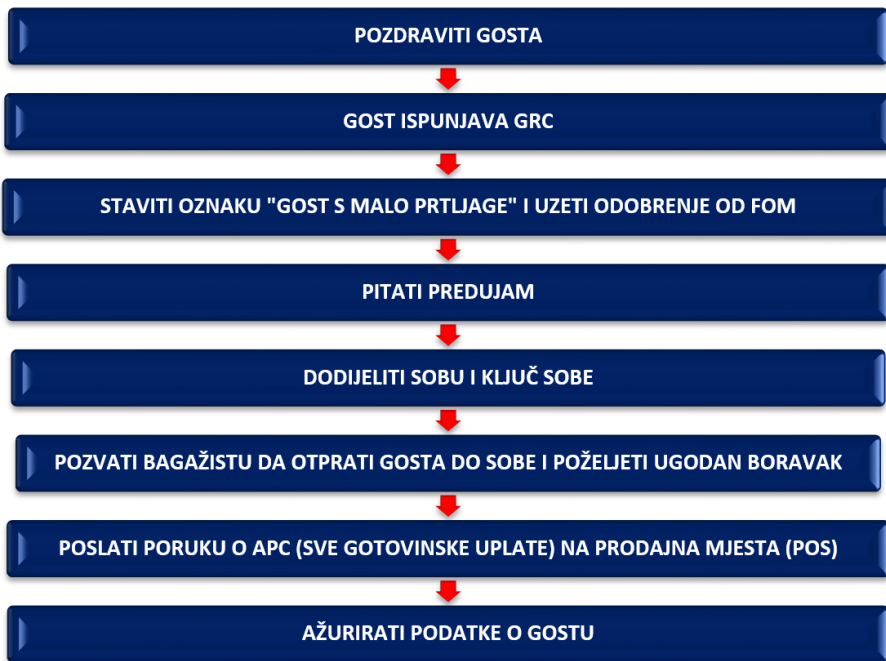 POZDRAVITI GOSTA
GOST ISPUNJAVA GRC
STAVITI OZNAKU "GOST S MALO PRTLJAGE" I UZETI ODOBRENJE OD FOM
PITATI PREDUJAM
DODIJELITI SOBU I KLJUČ SOBE
POZVATI BAGAŽISTU DA OTPRATI GOSTA DO SOBE I POŽELJETI UGODAN BORAVAK
POSLATI PORUKU O APC (SVE GOTOVINSKE UPLATE) NA PRODAJNA MJESTA (POS)
AŽURIRATI PODATKE O GOSTU